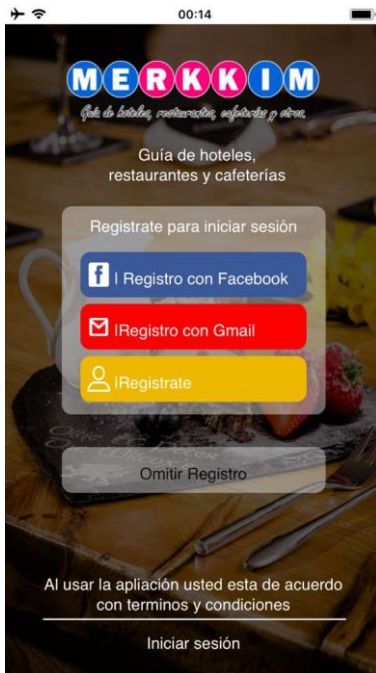 00:14
MERKKIM
Guía de hoteles, restaurantes, cafeterías y otros.
Guía de hoteles,
restaurantes y cafeterías
Registrate para iniciar sesión
f | Registro con Facebook
|Registro con Gmail
|Registrate
Omitir Registro
Al usar la apliación usted esta de acuerdo
con terminos y condiciones
Iniciar sesión